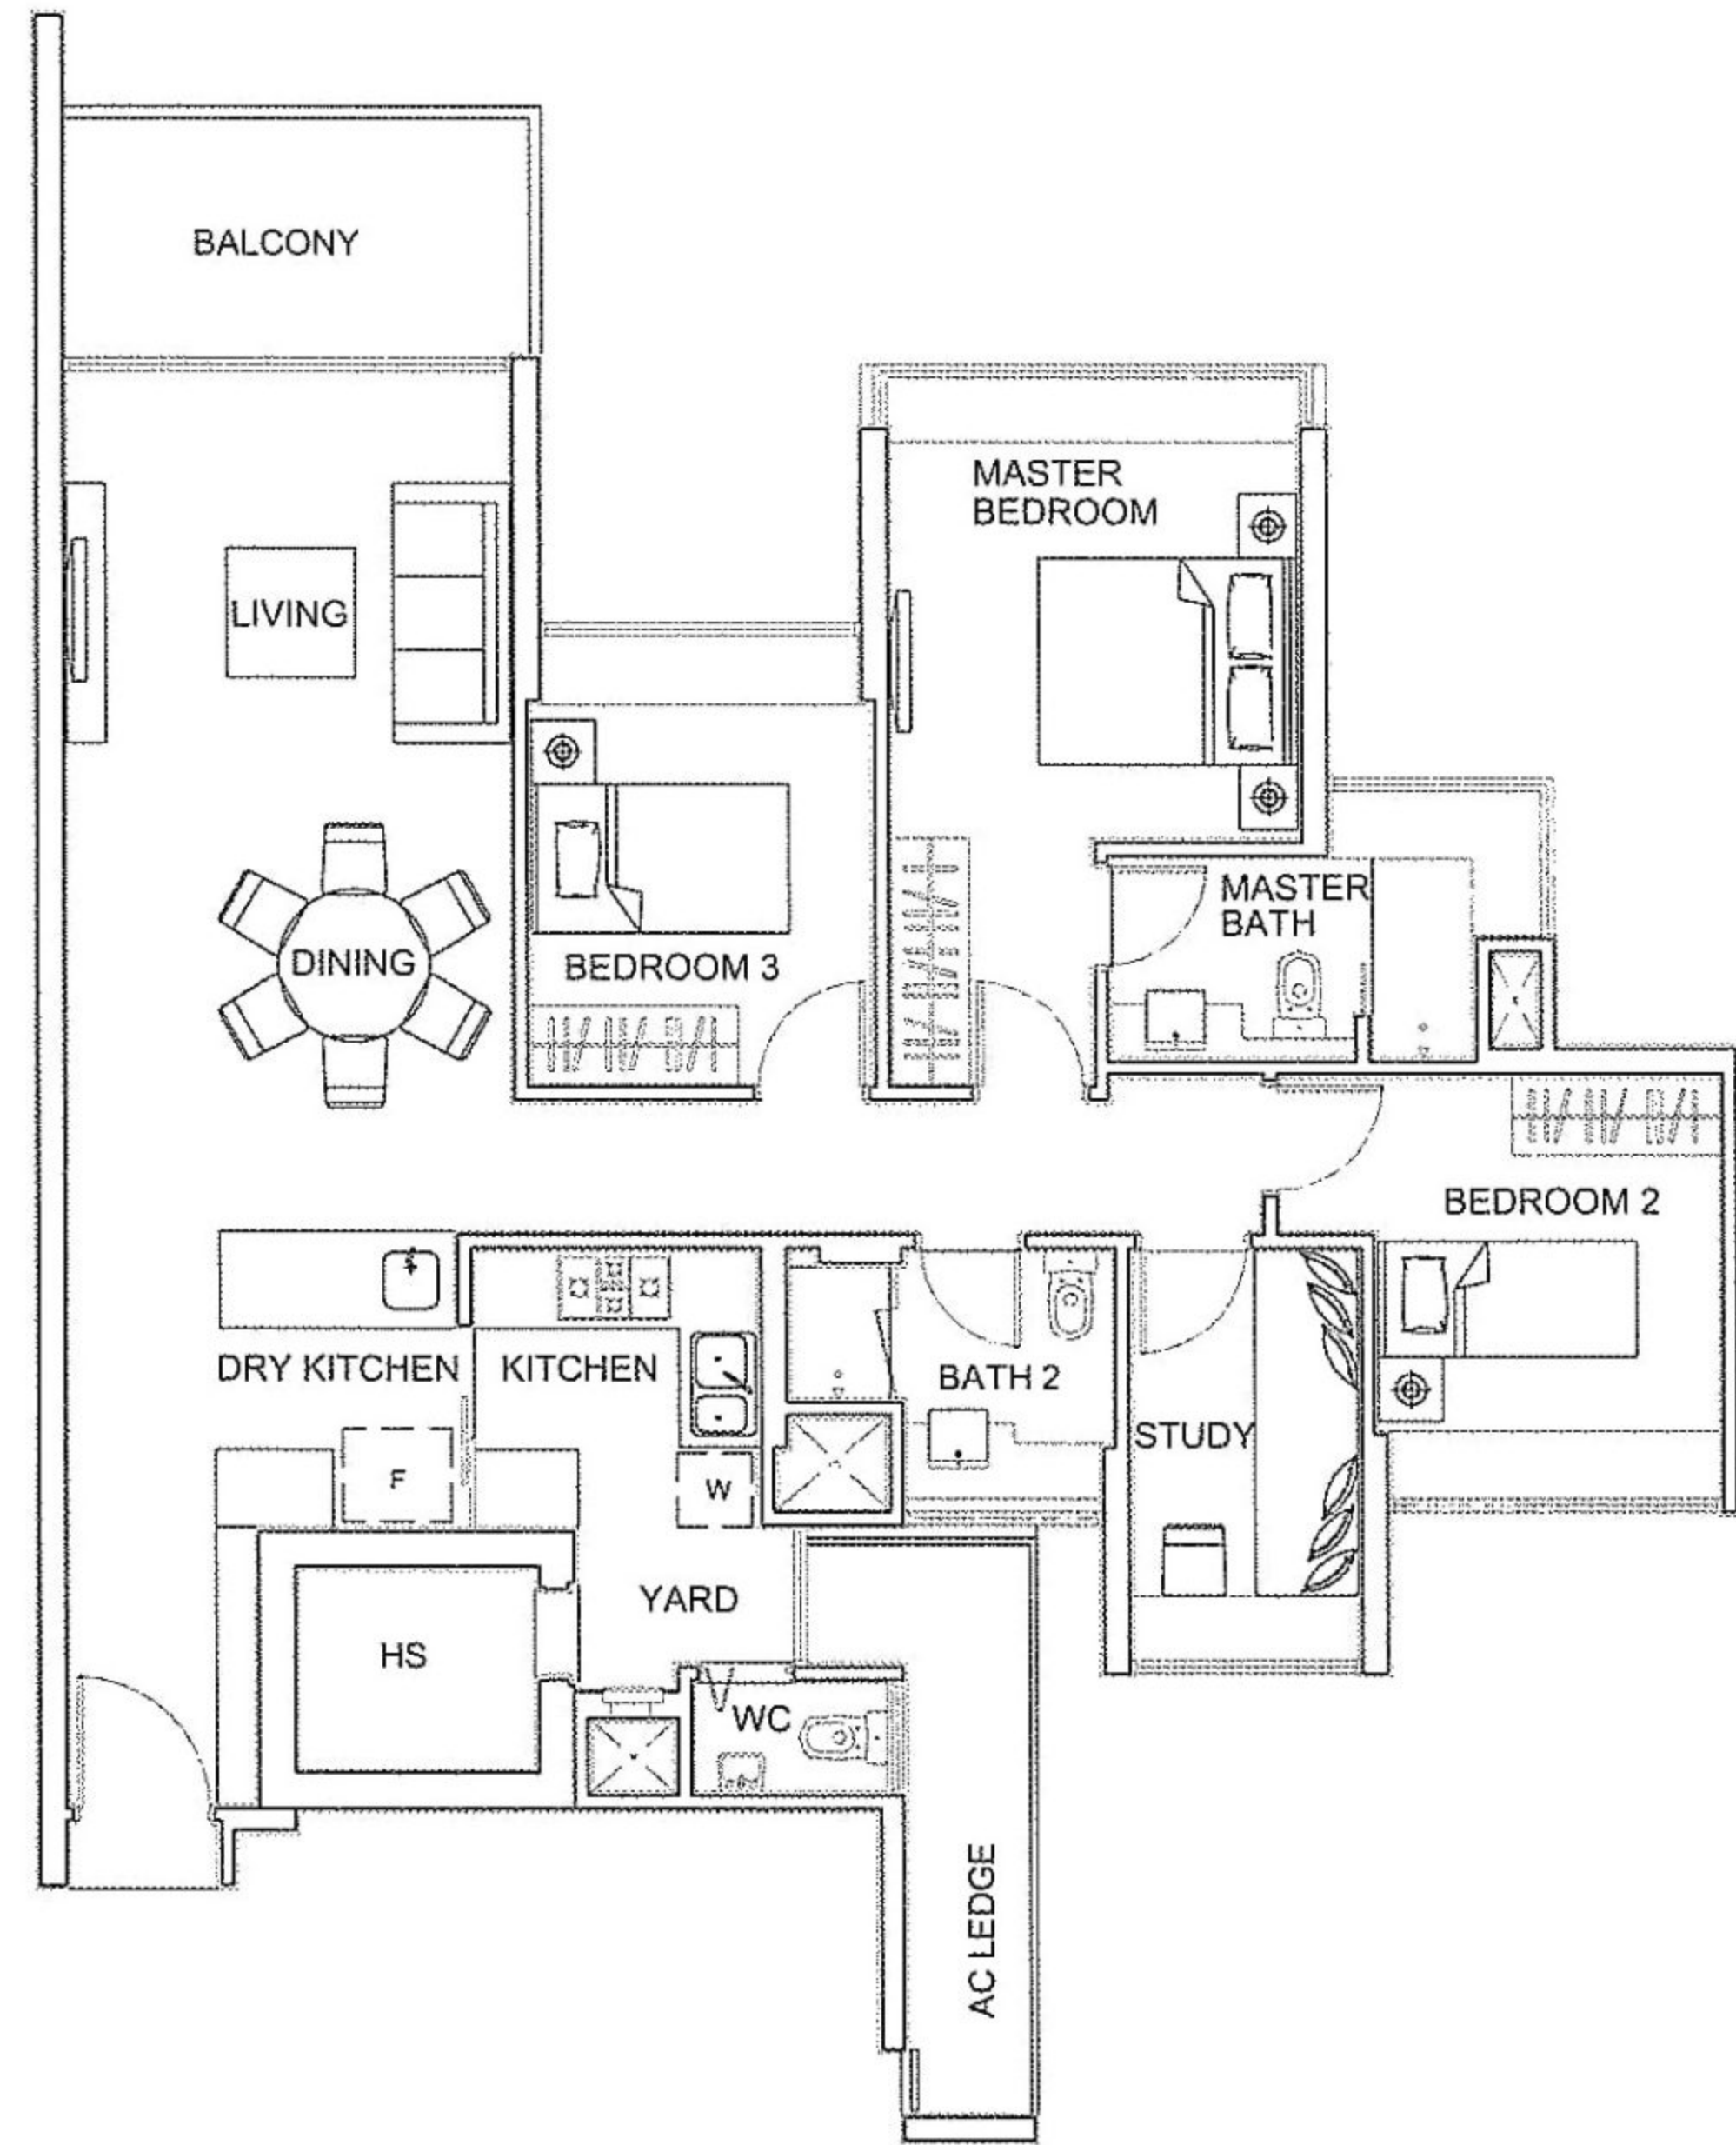 BALCONY
MASTER
BEDROOM
LIVING
MASTER
BATH
DINING
BEDROOM 3
BEDROOM 2
DRY KITCHEN
KITCHEN
BATH 2
STUDY
F
W
YARD
HS
WC
AC LEDGE